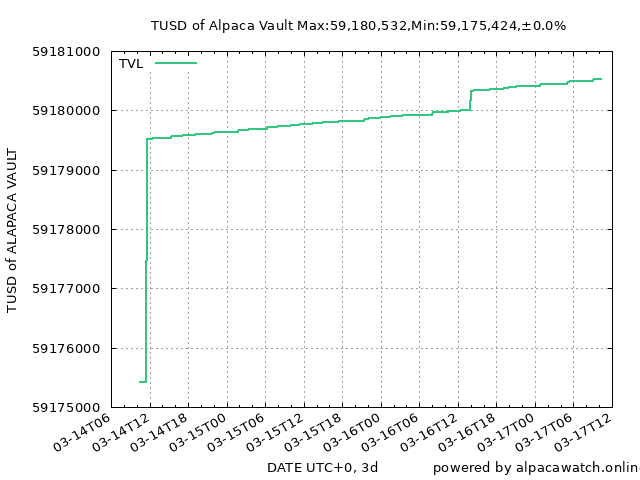 TUSD of Alpaca Vault Max:59,180,532,Min:59,175,424,±0.0%
TVL
TUSD of ALAPACA VAULT
59181000
59180000
59179000
59178000
59177000
59176000
59175000
03-14T06
03-14T12
03-14T18
03-15T00
03-15T06
03-15T12
03-15T18
03-16T00
03-16T06
03-16T12
03-16T18
03-17T00
03-17T06
03-17T12
DATE UTC+0, 3d
powered by alpacawatch.onlin